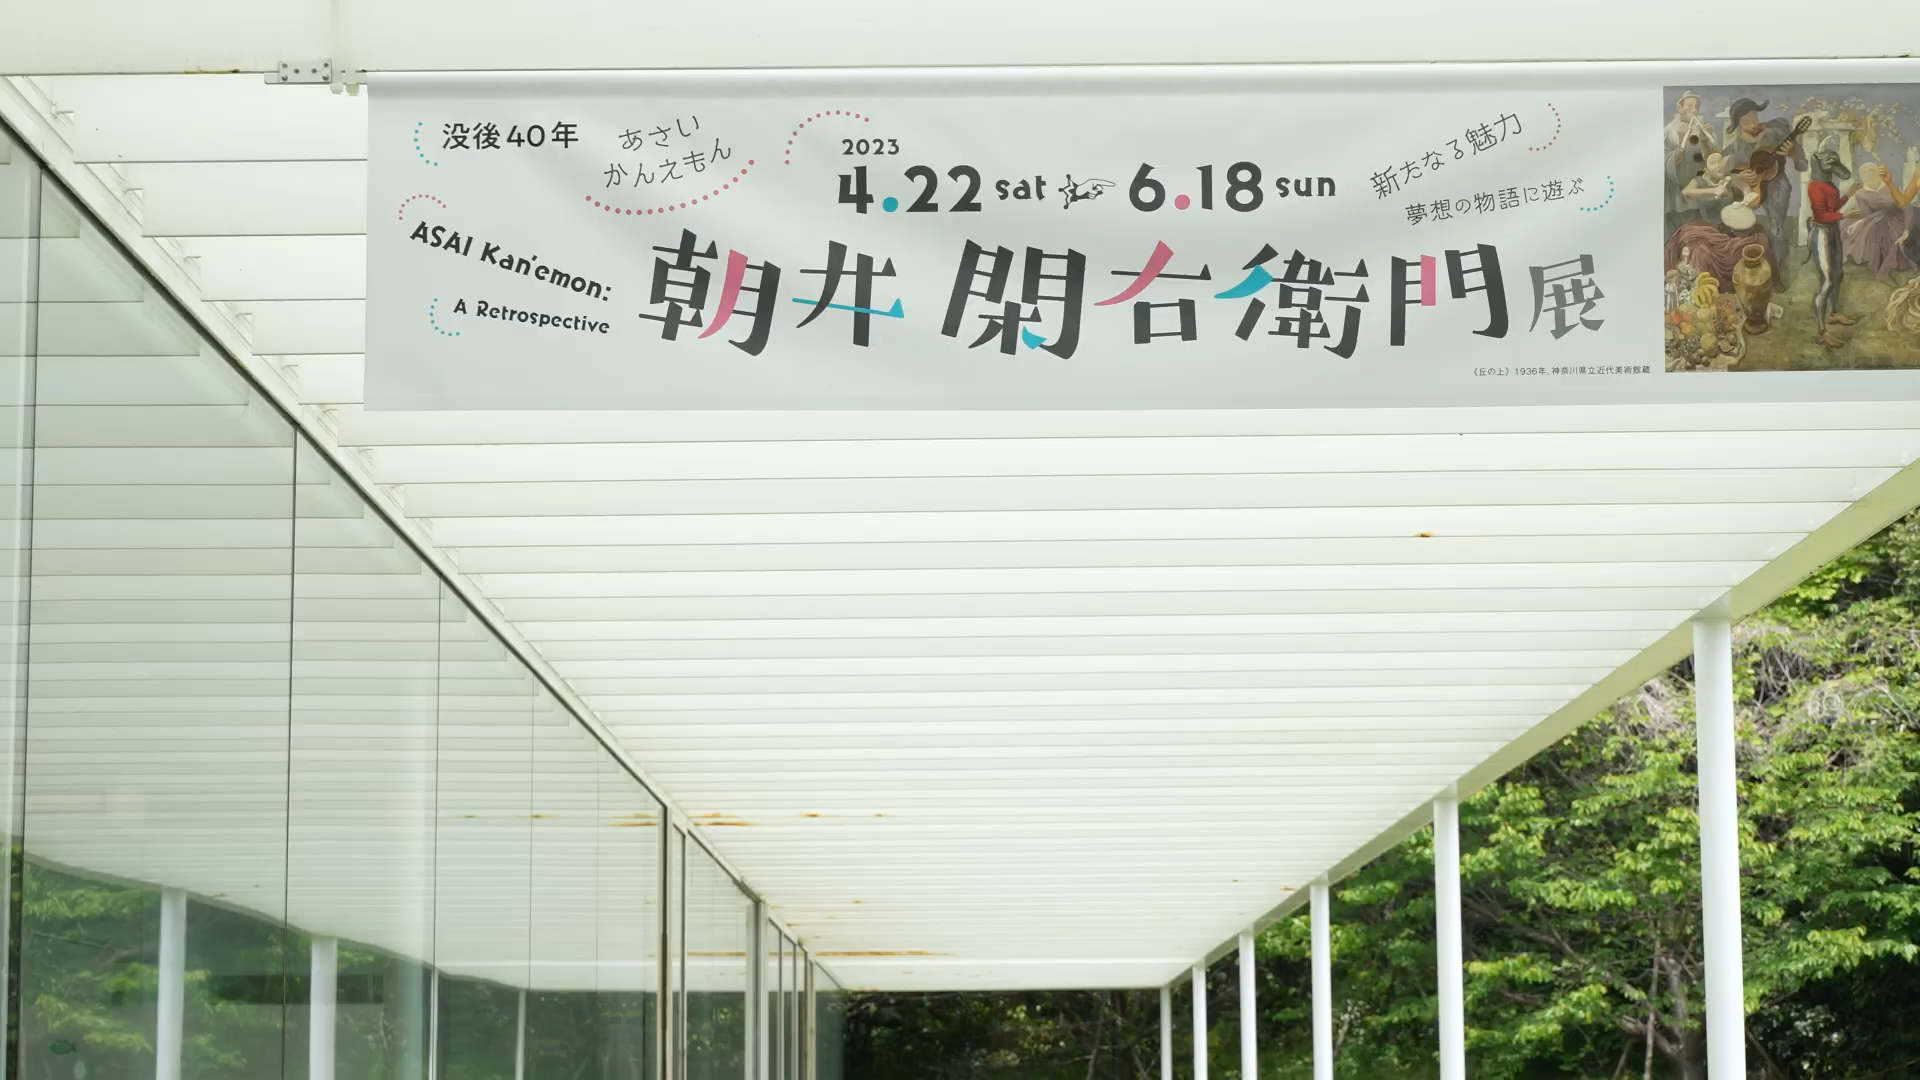 没後40年
あさい
かんえもん
2023
4.22 sat 6.18 sun
新たなる魅力
夢想の物語に遊ぶ
ASAI Kan'emon:
A Retrospective
朝井閑右衛門展
《丘の上》1936年、神奈川県立近代美術館蔵